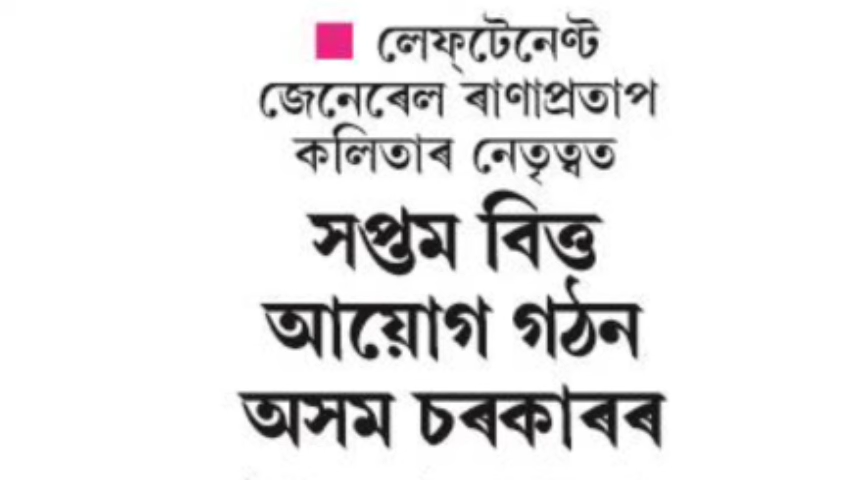 লেফ্‌টেনেণ্ট
জেনেৰেল ৰাণাপ্ৰতাপ
কলিতাৰ নেতৃত্বত
সপ্তম বিত্ত
আয়োগ গঠন
অসম চৰকাৰৰ